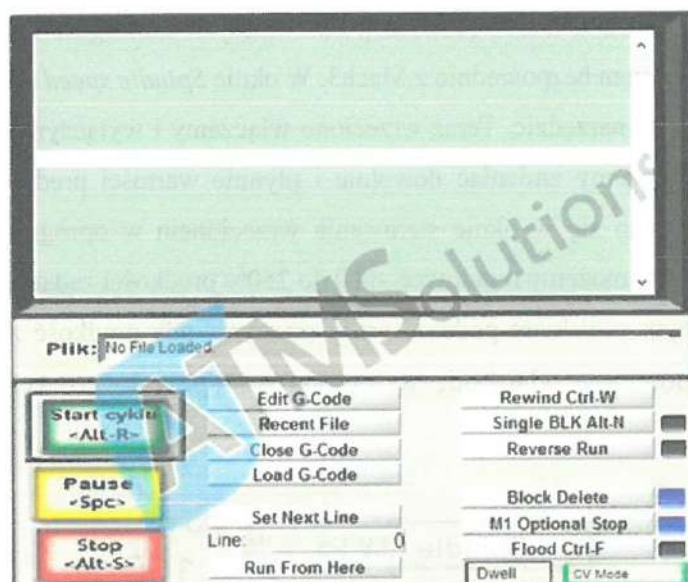 ATMSolutions
Plik: No File Loaded.
Start cyklu
<Alt-R>
Pause
<Spc>
Stop
<Alt-S>
Edit G-Code
Recent File
Close G-Code
Load G-Code
Set Next Line
Line: 0
Run From Here
Rewind Ctrl-W
Single BLK Alt-N
Reverse Run
Block Delete
M1 Optional Stop
Flood Ctrl-F
Dwell
CV Mode